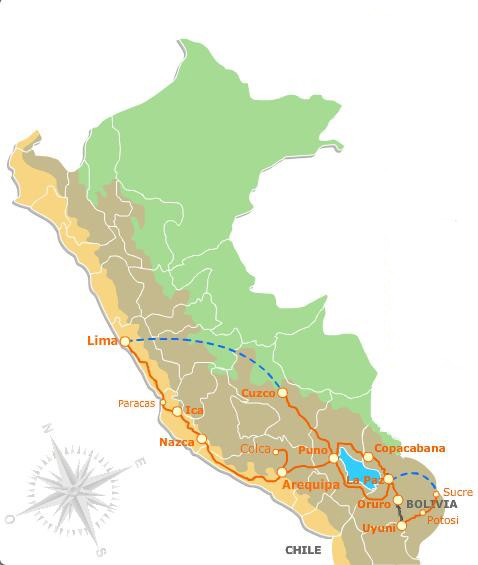 Lima
Cuzco
Paracas
Ica
Nazca
Colca
Puno
Copacabana
La Paz
Arequipa
Sucre
Oruro
BOLIVIA
Potosi
Uyuni
CHILE
N
E
O
S